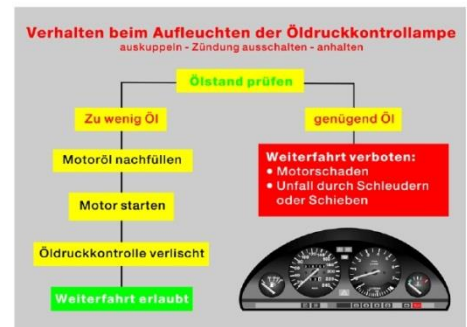 Verhalten beim Aufleuchten der Öldruckkontrollampe
auskuppeln - Zündung ausschalten - anhalten
Ölstand prüfen
Zu wenig Öl
Motoröl nachfüllen
Motor starten
Öldruckkontrolle verlischt
Weiterfahrt erlaubt
genügend Öl
Weiterfahrt verboten:
• Motorschaden
• Unfall durch Schleudern
oder Schieben